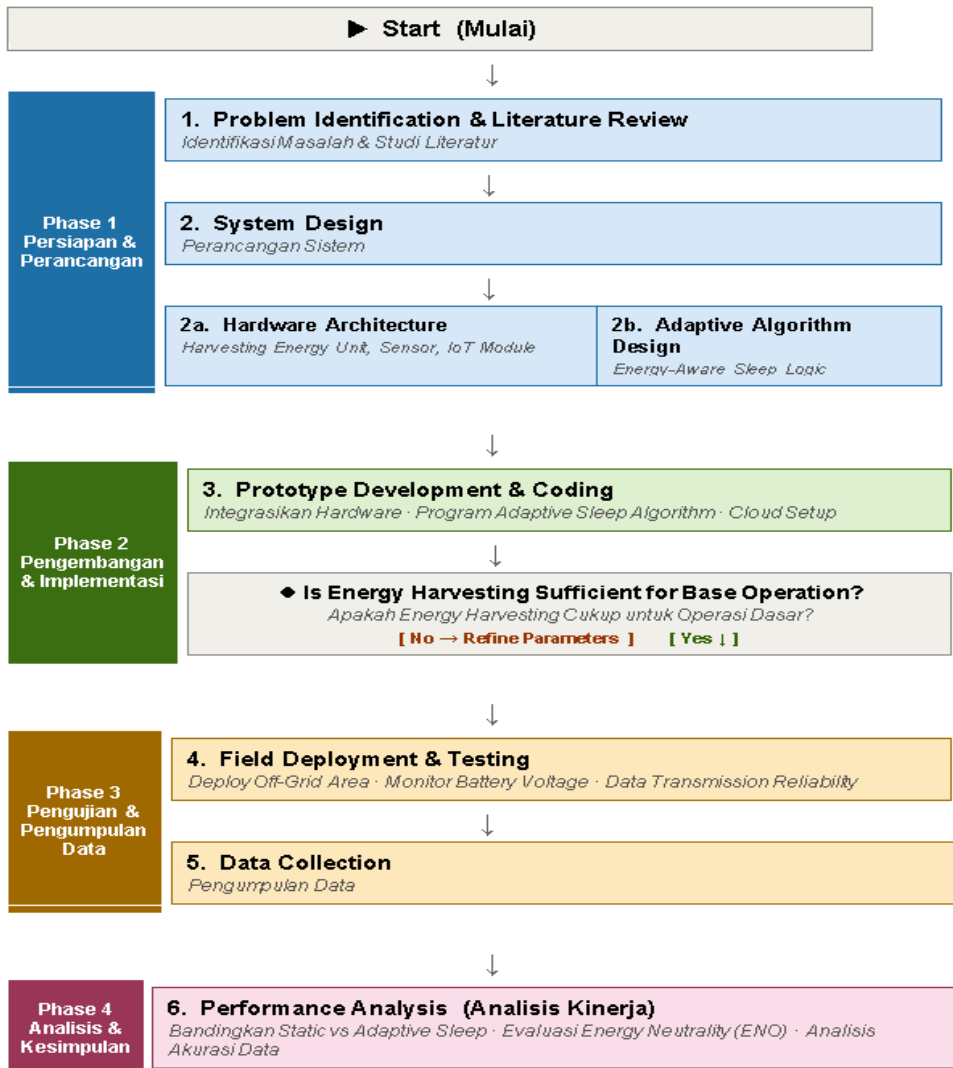 ► Start (Mulai)
↓
Phase 1
Persiapan &
Perancangan
1. Problem Identification & Literature Review
Identifikasi Masalah & Studi Literatur
↓
2. System Design
Perancangan Sistem
↓
2a. Hardware Architecture
Harvesting Energy Unit, Sensor, IoT Module
2b. Adaptive Algorithm
Design
Energy-Aware Sleep Logic
↓
Phase 2
Pengembangan
& Implementasi
3. Prototype Development & Coding
Integrasikan Hardware · Program Adaptive Sleep Algorithm · Cloud Setup
↓
◆ Is Energy Harvesting Sufficient for Base Operation?
Apakah Energy Harvesting Cukup untuk Operasi Dasar?
[ No → Refine Parameters ] [ Yes ↓ ]
↓
Phase 3
Pengujian &
Pengumpulan
Data
4. Field Deployment & Testing
Deploy Off-Grid Area · Monitor Battery Voltage · Data Transmission Reliability
↓
5. Data Collection
Pengumpulan Data
↓
Phase 4
Analisis &
Kesimpulan
6. Performance Analysis (Analisis Kinerja)
Bandingkan Static vs Adaptive Sleep · Evaluasi Energy Neutrality (ENO) · Analisis
Akurasi Data